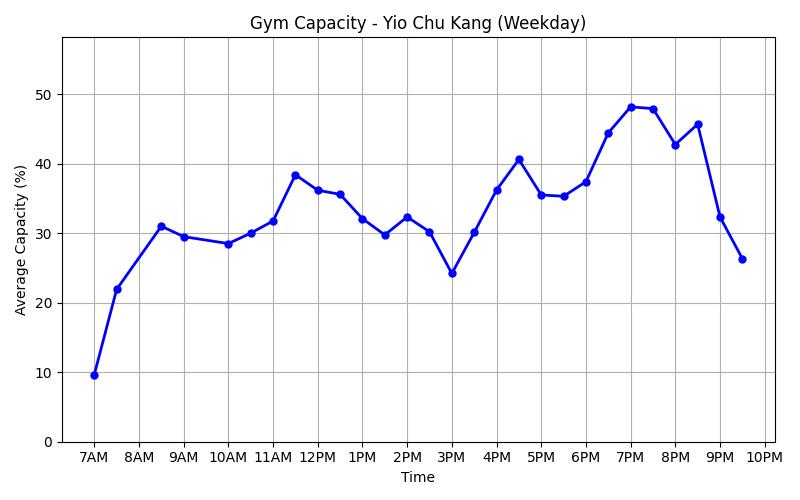 Gym Capacity - Yio Chu Kang (Weekday)
Average Capacity (%)
50
40
30
20
10
0
7AM 8AM 9AM 10AM 11AM 12PM 1PM 2PM 3PM 4PM 5PM 6PM 7PM 8PM 9PM 10PM
Time